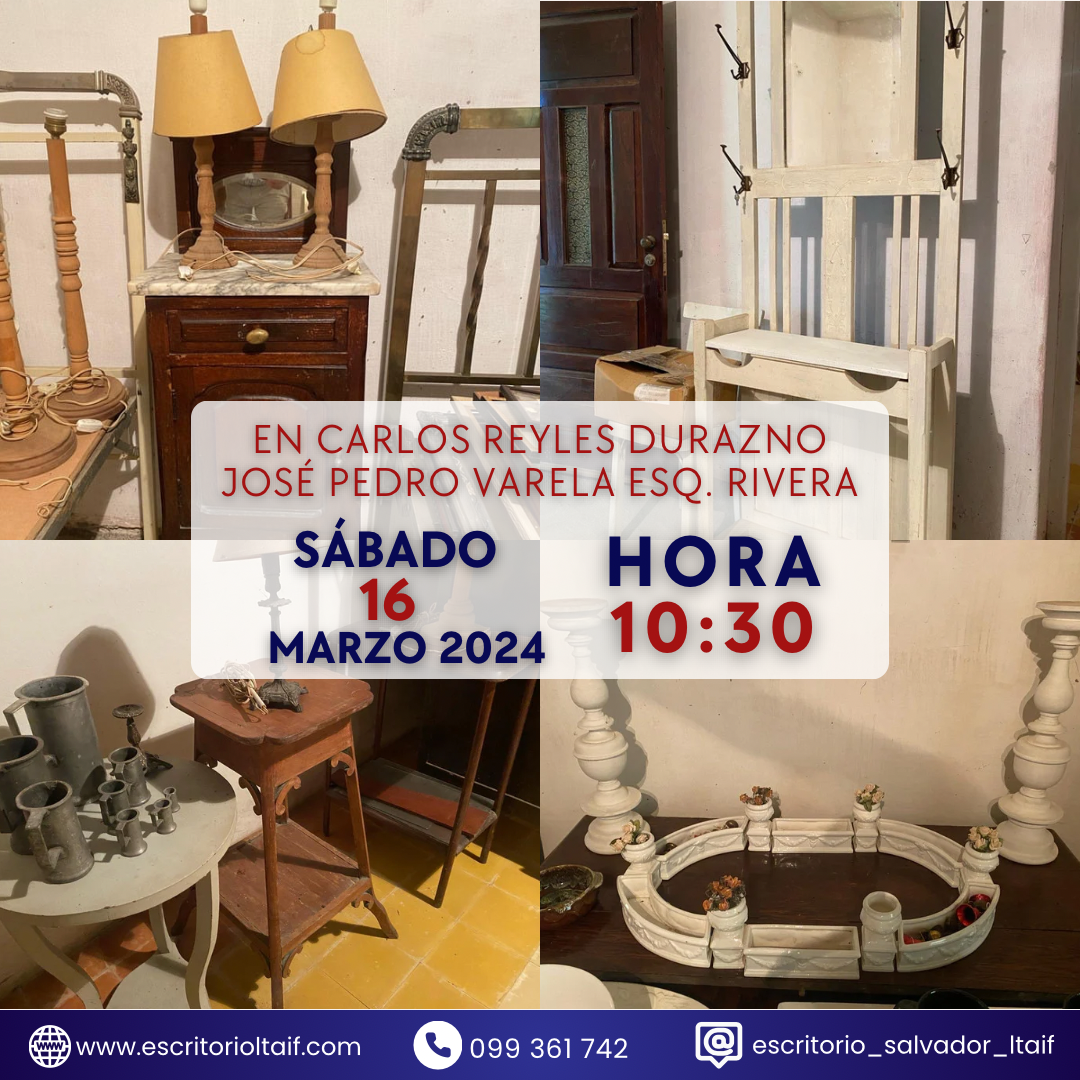 EN CARLOS REYLES DURAZNO
JOSÉ PEDRO VARELA ESQ. RIVERA
SÁBADO
16
MARZO 2024
HORA
10:30
www.escritorioltaif.com
099 361 742
escritorio_salvador_ltaif